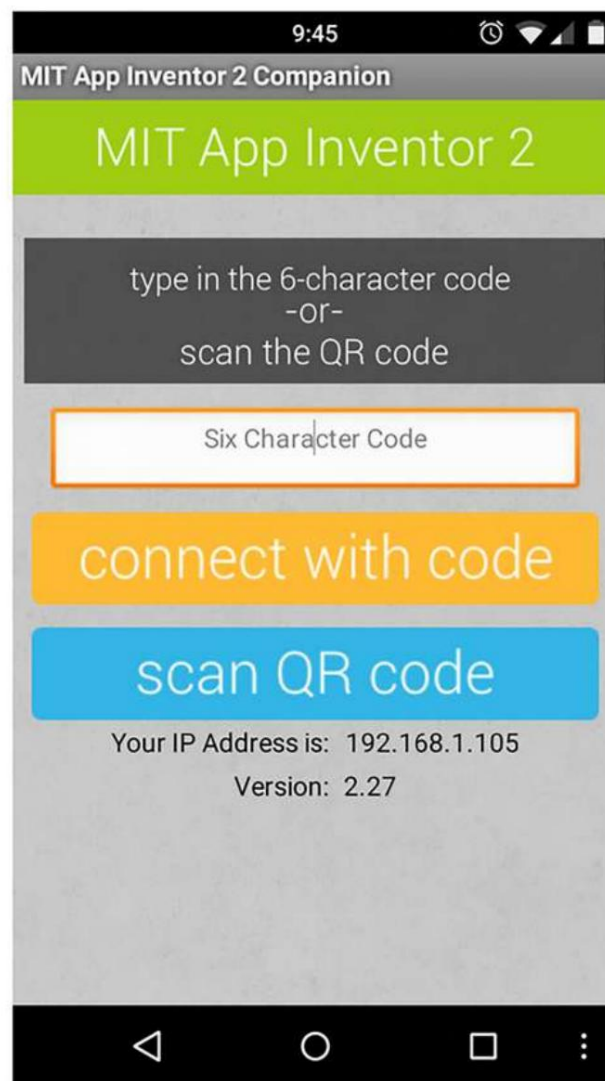 9:45
MIT App Inventor 2 Companion
MIT App Inventor 2
type in the 6-character code
-or-
scan the QR code
Six Character Code
connect with code
scan QR code
Your IP Address is: 192.168.1.105
Version: 2.27